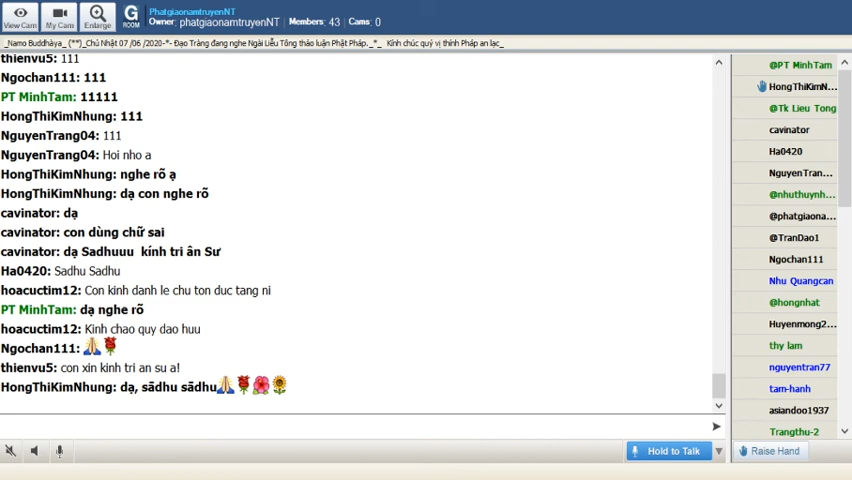 View Cam
My Cam
Enlarge
G
ROOM
PhatgiaonamtruyenNT
Owner: phatgiaonamtruyenNT Members: 43 Cams: 0
_Namo Buddhàya_ (**)_Chủ Nhật 07 /06 /2020-*- Đạo Tràng đang nghe Ngài Liễu Tông thảo luận Phật Pháp._*_ Kính chúc quý vị thính Pháp an lạc_
thienvu5: 111
Ngochan111: 111
PT MinhTam: 11111
HongThiKimNhung: 111
NguyenTrang04: 111
NguyenTrang04: Hoi nho a
HongThiKimNhung: nghe rõ ạ
HongThiKimNhung: dạ con nghe rõ
cavinator: dạ
cavinator: con dùng chữ sai
cavinator: dạ Sadhuuu kính tri ân Sư
Ha0420: Sadhu Sadhu
hoacuctim12: Con kinh danh le chu ton duc tang ni
PT MinhTam: dạ nghe rõ
hoacuctim12: Kinh chao quy dao huu
Ngochan111: 🙏🌹
thienvu5: con xin kinh tri an su a!
HongThiKimNhung: dạ, sādhu sādhu🙏🌹🌺🌻
Hold to Talk
@PT MinhTam
HongThiKimN...
@Tk Lieu Tong
cavinator
Ha0420
NguyenTran...
@nhuthuynh...
@phatgiaona...
@TranDao1
Ngochan111
Nhu Quangcan
@hongnhat
Huyenmong2...
thy lam
nguyentran77
tam-hanh
asiandoo1937
Trangthu-2
Raise Hand